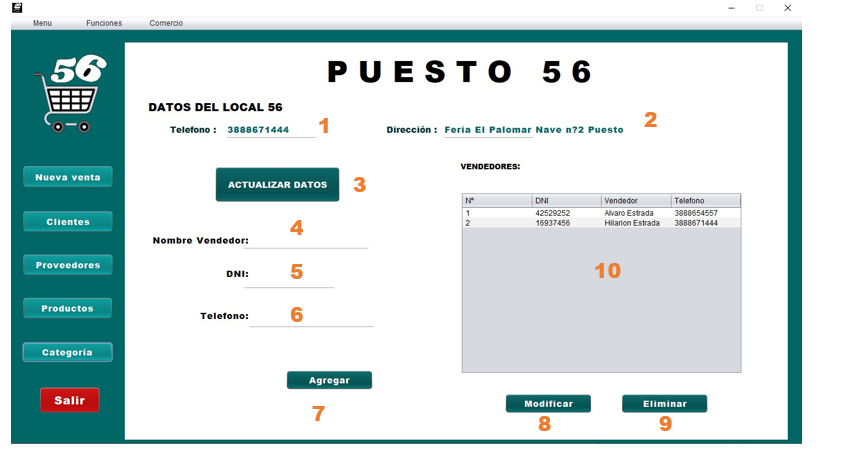 Menu Funciones Comercio
56
PUESTO 56
DATOS DEL LOCAL 56
Telefono : 3888671444 1 Dirección : Feria El Palomar Nave n?2 Puesto 2
Nueva venta
Clientes
Proveedores
Productos
Categoría
Salir
ACTUALIZAR DATOS 3
Nombre Vendedor: 4
DNI: 5
Telefono: 6
Agregar
7
VENDEDORES:
N° DNI Vendedor Telefono
1 42529252 Alvaro Estrada 3888654557
2 16937456 Hilarion Estrada 3888671444
10
Modificar Eliminar
8 9